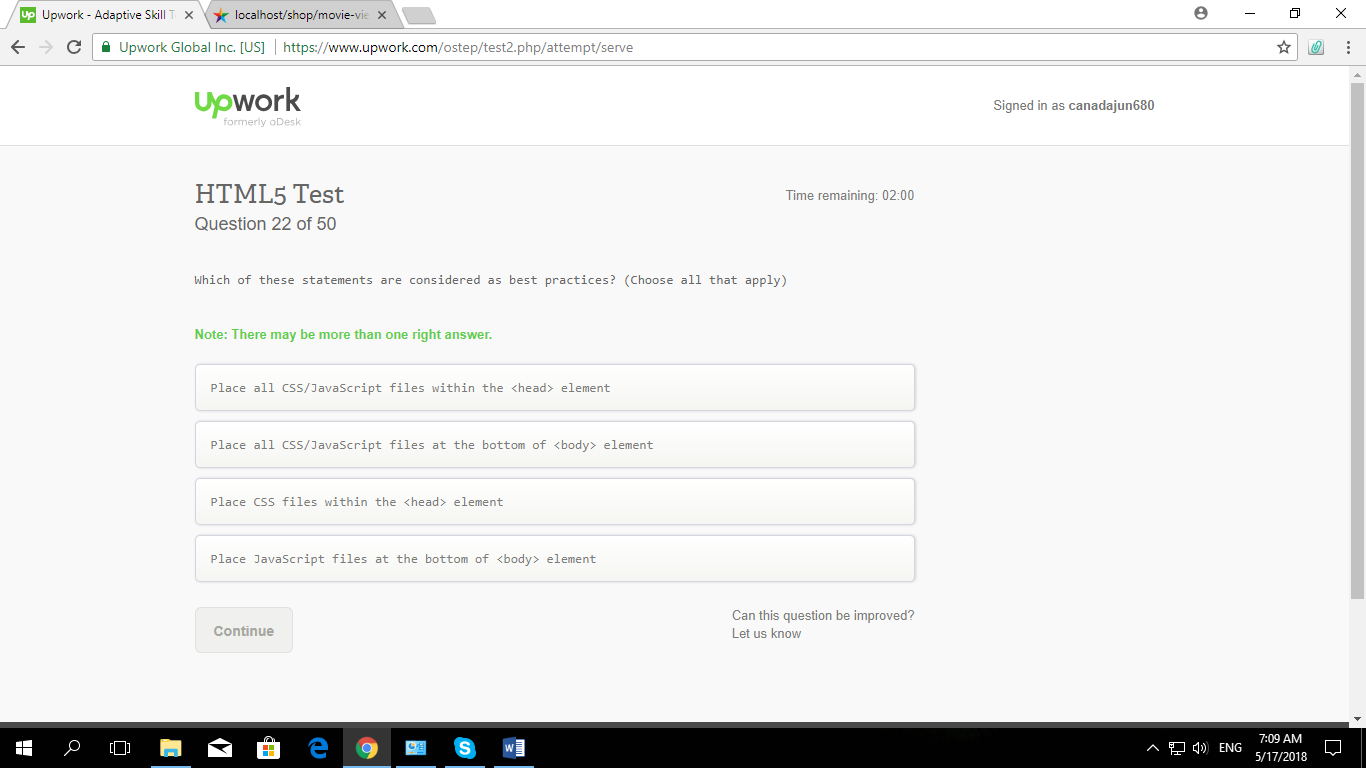 Upwork - Adaptive Skill T
localhost/shop/movie-vie
Upwork Global Inc. [US] https://www.upwork.com/ostep/test2.php/attempt/serve
upwork
formerly oDesk
Signed in as canadajun680
HTML5 Test
Time remaining: 02:00
Question 22 of 50
Which of these statements are considered as best practices? (Choose all that apply)
Note: There may be more than one right answer.
Place all CSS/JavaScript files within the <head> element
Place all CSS/JavaScript files at the bottom of <body> element
Place CSS files within the <head> element
Place JavaScript files at the bottom of <body> element
Continue
Can this question be improved?
Let us know
ENG
7:09 AM
5/17/2018